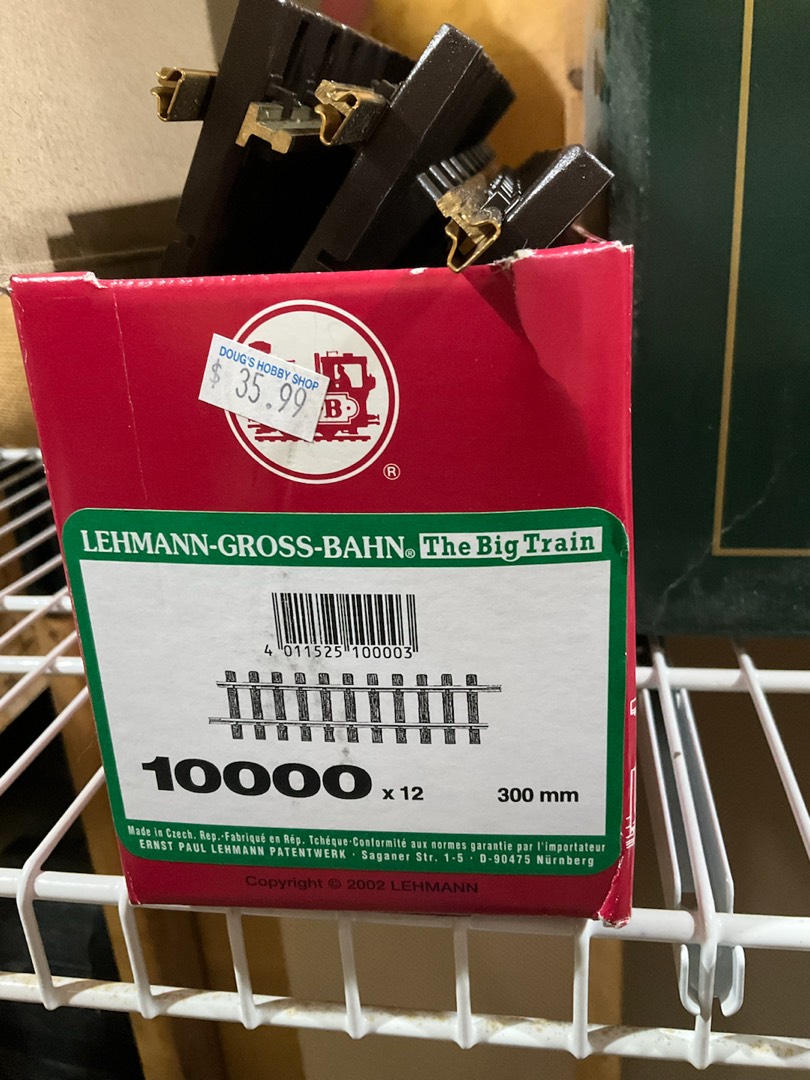 DOUG'S HOBBY SHOP
$ 35.99
B
®
LEHMANN-GROSS-BAHN® The Big Train
4 011525 100003
10000 x 12 300 mm
Made in Czech. Rep.·Fabriqué en Rép. Tchéque·Conformité aux normes garantie par l'importateur
ERNST PAUL LEHMANN PATENTWERK · Saganer Str. 1-5 · D-90475 Nürnberg
Copyright © 2002 LEHMANN